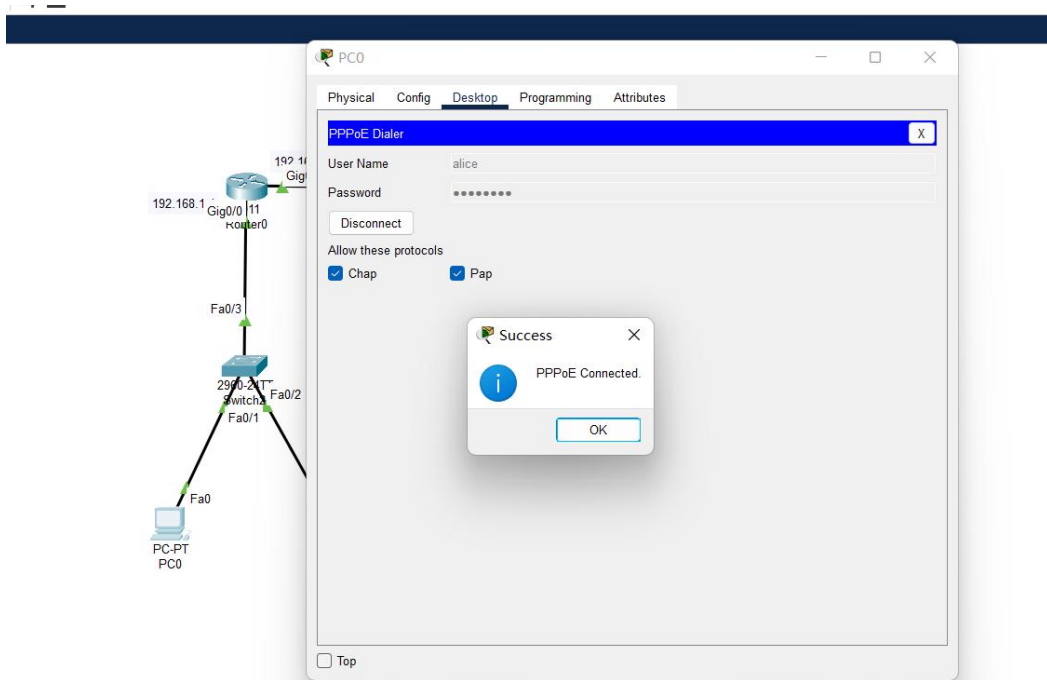 PC0
Physical Config Desktop Programming Attributes
PPPoE Dialer X
User Name alice
Password ••••••••
Disconnect
Allow these protocols
Chap Pap
Success
PPPoE Connected.
OK
Top
Gig0/0
Router0
Fa0/3
Switch2
Fa0/2
Fa0/1
Fa0
PC-PT
PC0